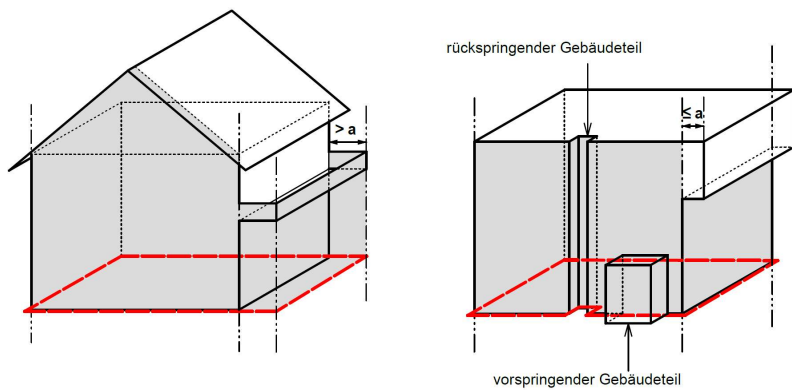 rückspringender Gebäudeteil
> a
≤ a
vorspringender Gebäudeteil